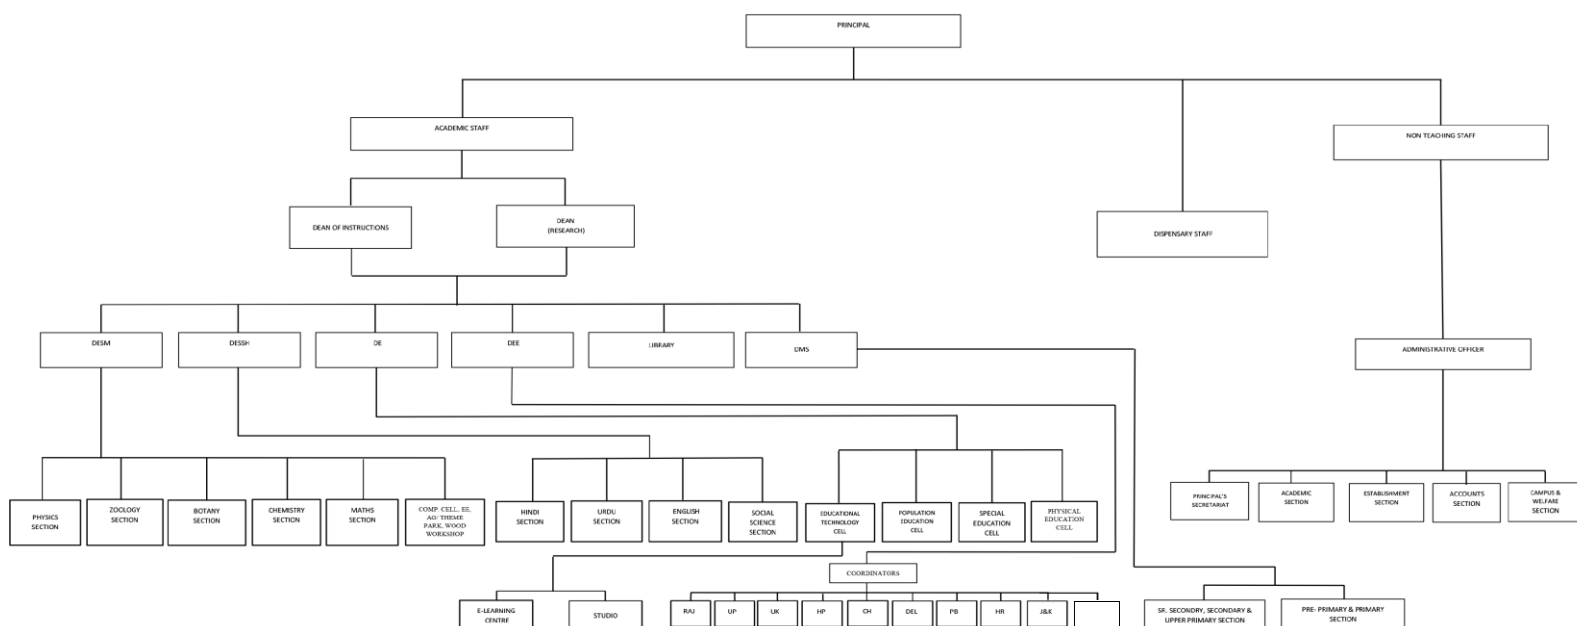 PRINCIPAL
ACADEMIC STAFF
NON TEACHING STAFF
DEAN OF INSTRUCTIONS
DEAN
(RESEARCH)
DISPENSARY STAFF
DESM
DESSH
DE
DEE
LIBRARY
DMS
ADMINISTRATIVE OFFICER
PHYSICS
SECTION
ZOOLOGY
SECTION
BOTANY
SECTION
CHEMISTRY
SECTION
MATHS
SECTION
COMP. CELL, EE,
AG/ THEME
PARK, WOOD
WORKSHOP
HINDI
SECTION
URDU
SECTION
ENGLISH
SECTION
SOCIAL
SCIENCE
SECTION
EDUCATIONAL
TECHNOLOGY
CELL
POPULATION
EDUCATION
CELL
SPECIAL
EDUCATION
CELL
PHYSICAL
EDUCATION
CELL
PRINCIPAL'S
SECRETARIAT
ACADEMIC
SECTION
ESTABLISHMENT
SECTION
ACCOUNTS
SECTION
CAMPUS &
WELFARE
SECTION
COORDINATORS
E-LEARNING
CENTRE
STUDIO
RAJ
UP
UK
HP
CH
DEL
PB
HR
J&K
SR. SECONDRY, SECONDARY &
UPPER PRIMARY SECTION
PRE- PRIMARY & PRIMARY
SECTION